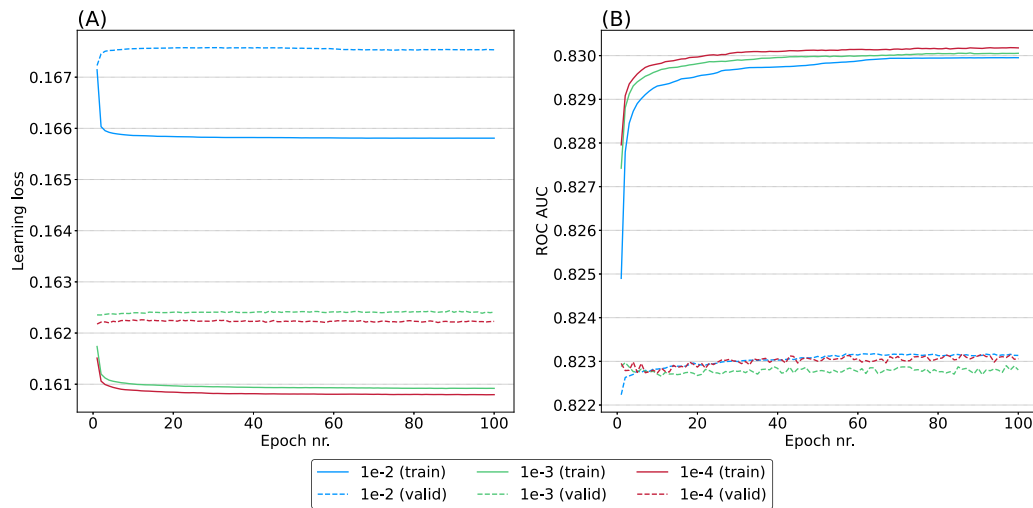 (A)
Learning loss
0.167
0.166
0.165
0.164
0.163
0.162
0.161
0 20 40 60 80 100
Epoch nr.
(B)
ROC AUC
0.830
0.829
0.828
0.827
0.826
0.825
0.824
0.823
0.822
0 20 40 60 80 100
Epoch nr.
1e-2 (train) 1e-3 (train) 1e-4 (train)
1e-2 (valid) 1e-3 (valid) 1e-4 (valid)